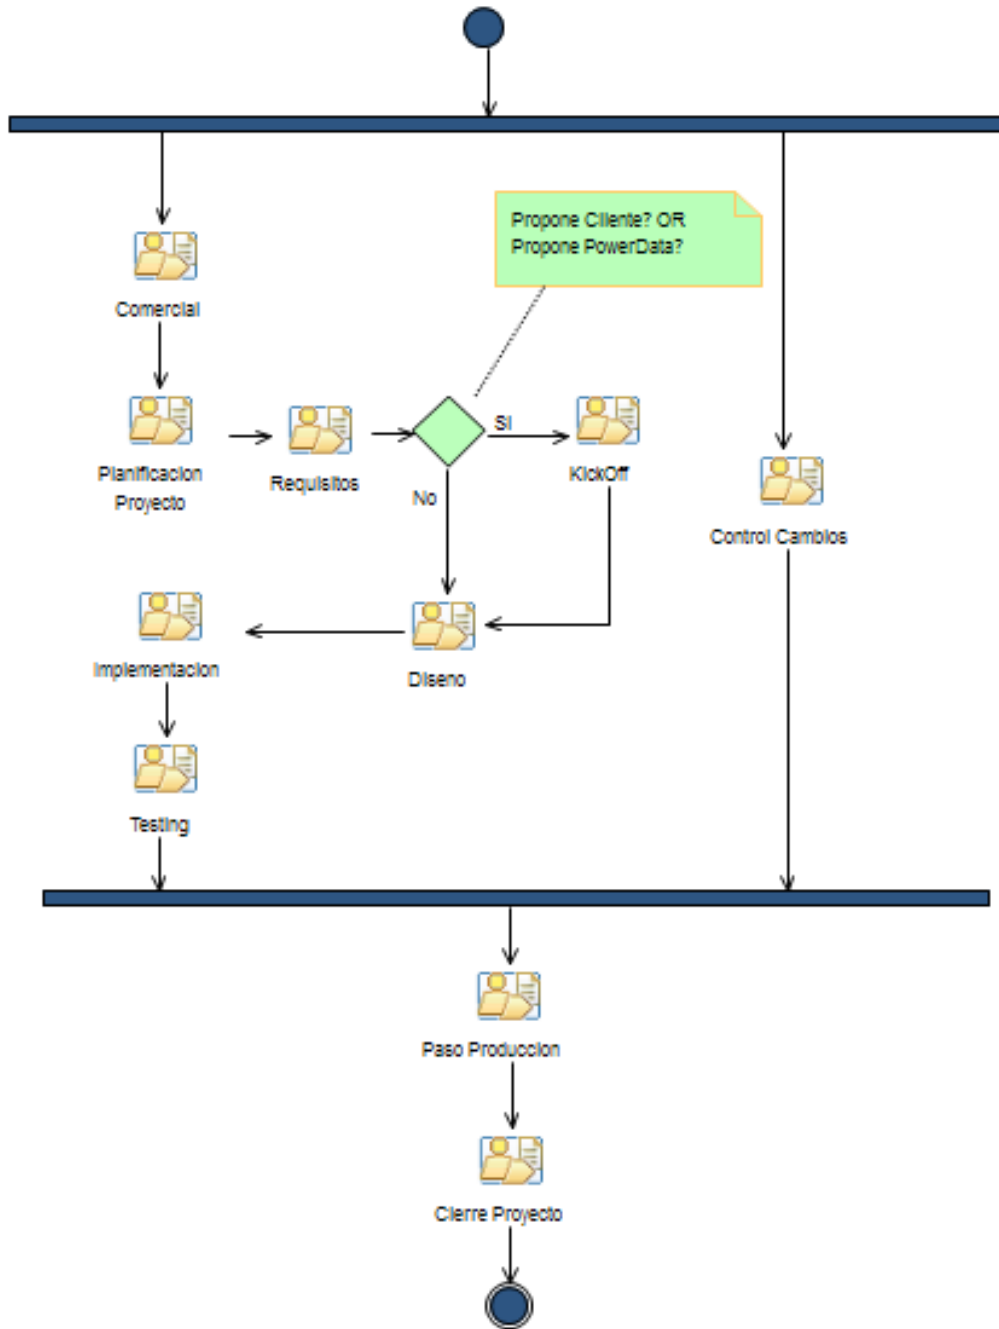 Propone Cliente? OR
Propone PowerData?
Comercial
Planificacion
Proyecto
Requisitos
Si
KickOff
No
Control Cambios
Implementacion
Diseno
Testing
Paso Produccion
Cierre Proyecto